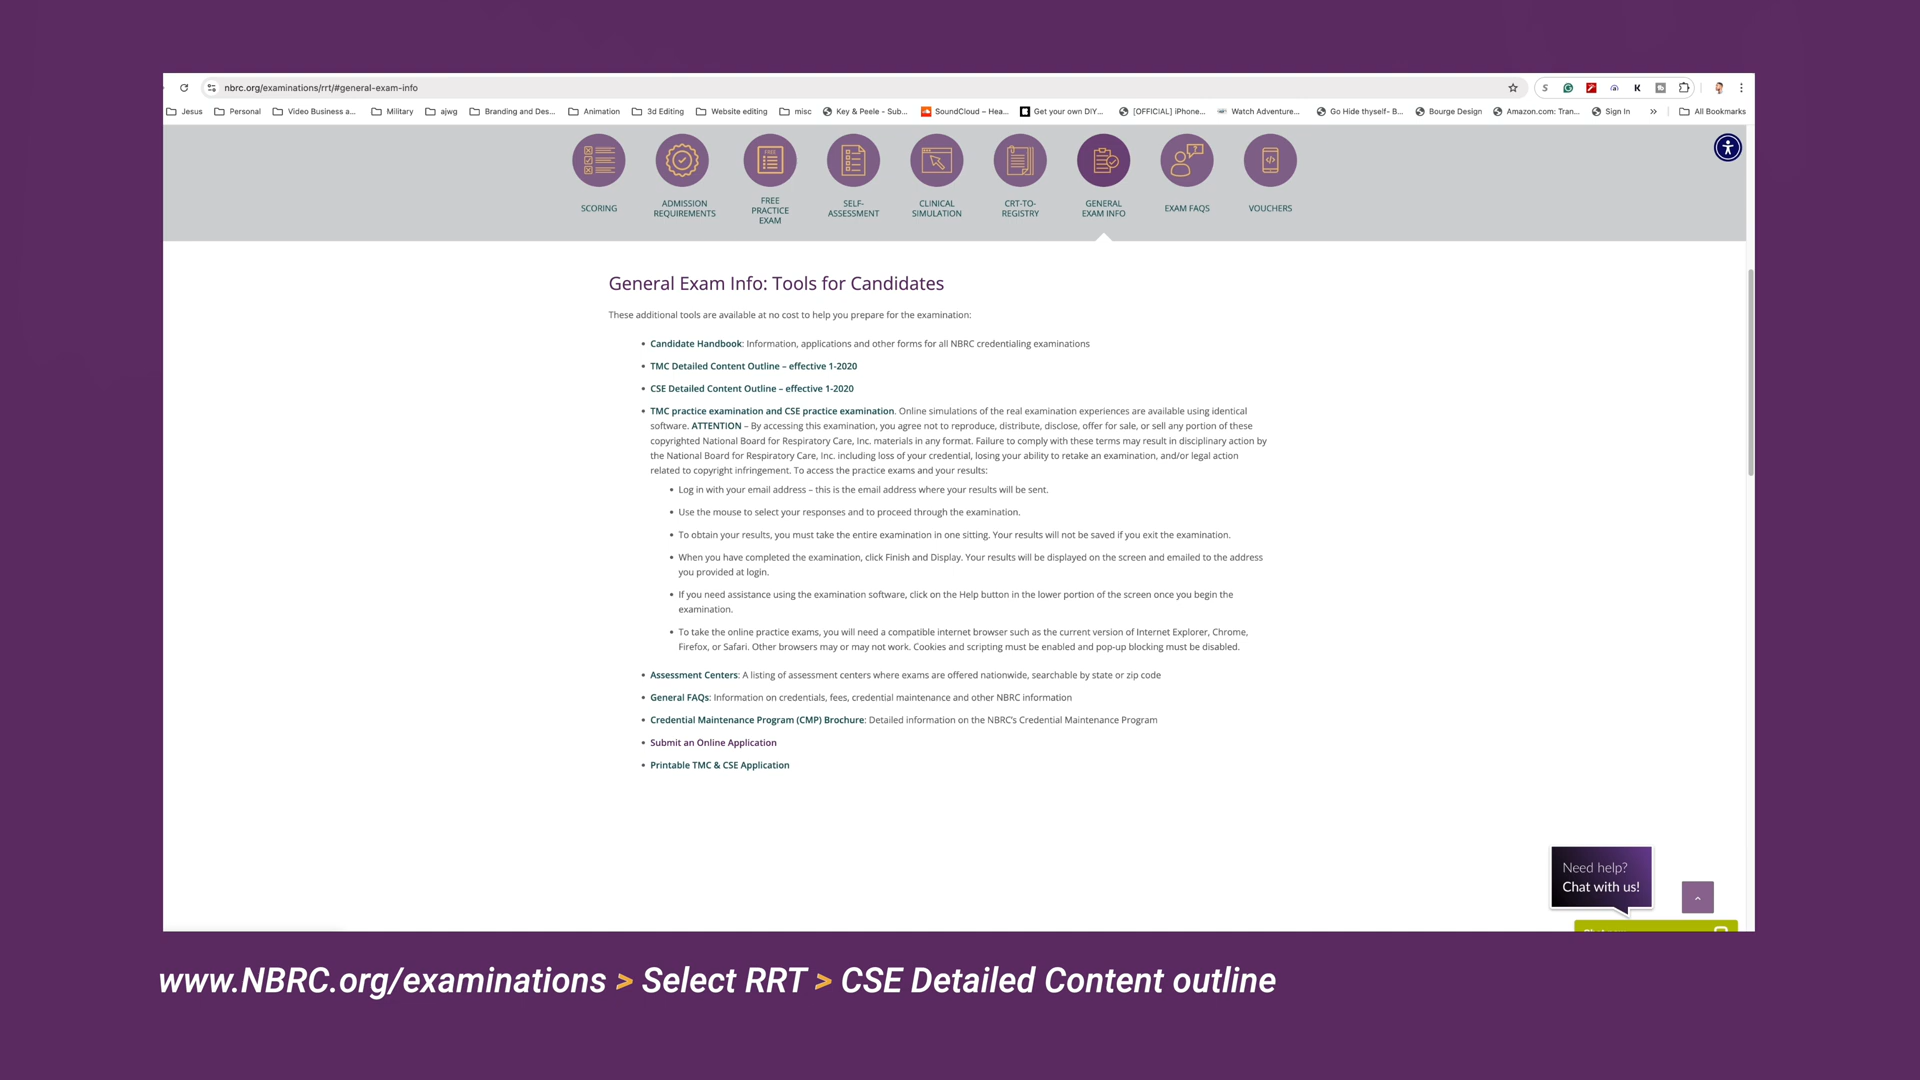 nbrc.org/examinations/rrt/#general-exam-info
Jesus Personal Video Business a... Military ajwg Branding and Des... Animation 3d Editing Website editing misc Key & Peele - Sub... SoundCloud – Hea... Get your own DIY... [OFFICIAL] iPhone... Watch Adventure... Go Hide thyself- B... Bourge Design Amazon.com: Tran... Sign In » All Bookmarks
FREE
SCORING
ADMISSION
REQUIREMENTS
FREE
PRACTICE
EXAM
SELF-
ASSESSMENT
CLINICAL
SIMULATION
CRT-TO-
REGISTRY
GENERAL
EXAM INFO
EXAM FAQS
VOUCHERS
General Exam Info: Tools for Candidates
These additional tools are available at no cost to help you prepare for the examination:
• Candidate Handbook: Information, applications and other forms for all NBRC credentialing examinations
• TMC Detailed Content Outline – effective 1-2020
• CSE Detailed Content Outline – effective 1-2020
• TMC practice examination and CSE practice examination. Online simulations of the real examination experiences are available using identical
software. ATTENTION – By accessing this examination, you agree not to reproduce, distribute, disclose, offer for sale, or sell any portion of these
copyrighted National Board for Respiratory Care, Inc. materials in any format. Failure to comply with these terms may result in disciplinary action by
the National Board for Respiratory Care, Inc. including loss of your credential, losing your ability to retake an examination, and/or legal action
related to copyright infringement. To access the practice exams and your results:
• Log in with your email address – this is the email address where your results will be sent.
• Use the mouse to select your responses and to proceed through the examination.
• To obtain your results, you must take the entire examination in one sitting. Your results will not be saved if you exit the examination.
• When you have completed the examination, click Finish and Display. Your results will be displayed on the screen and emailed to the address
you provided at login.
• If you need assistance using the examination software, click on the Help button in the lower portion of the screen once you begin the
examination.
• To take the online practice exams, you will need a compatible internet browser such as the current version of Internet Explorer, Chrome,
Firefox, or Safari. Other browsers may or may not work. Cookies and scripting must be enabled and pop-up blocking must be disabled.
• Assessment Centers: A listing of assessment centers where exams are offered nationwide, searchable by state or zip code
• General FAQs: Information on credentials, fees, credential maintenance and other NBRC information
• Credential Maintenance Program (CMP) Brochure: Detailed information on the NBRC's Credential Maintenance Program
• Submit an Online Application
• Printable TMC & CSE Application
Need help?
Chat with us!
www.NBRC.org/examinations > Select RRT > CSE Detailed Content outline